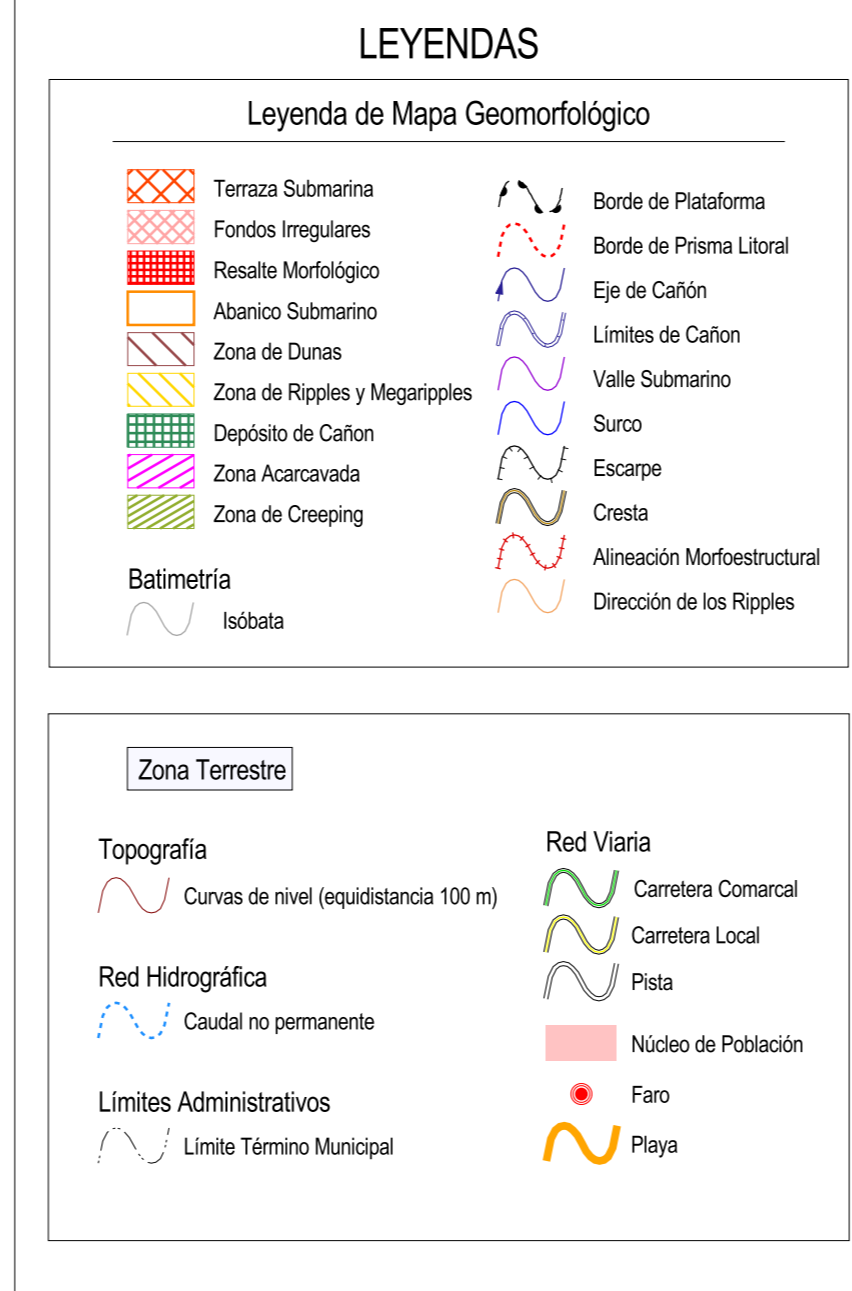 LEYENDAS
Leyenda de Mapa Geomorfológico
Terraza Submarina
Fondos Irregulares
Resalte Morfológico
Abanico Submarino
Zona de Dunas
Zona de Ripples y Megaripples
Depósito de Cañon
Zona Acarcavada
Zona de Creeping
Batimetría
Isóbata
Borde de Plataforma
Borde de Prisma Litoral
Eje de Cañón
Límites de Cañon
Valle Submarino
Surco
Escarpe
Cresta
Alineación Morfoestructural
Dirección de los Ripples
Zona Terrestre
Topografía
Curvas de nivel (equidistancia 100 m)
Red Hidrográfica
Caudal no permanente
Límites Administrativos
Límite Término Municipal
Red Viaria
Carretera Comarcal
Carretera Local
Pista
Núcleo de Población
Faro
Playa